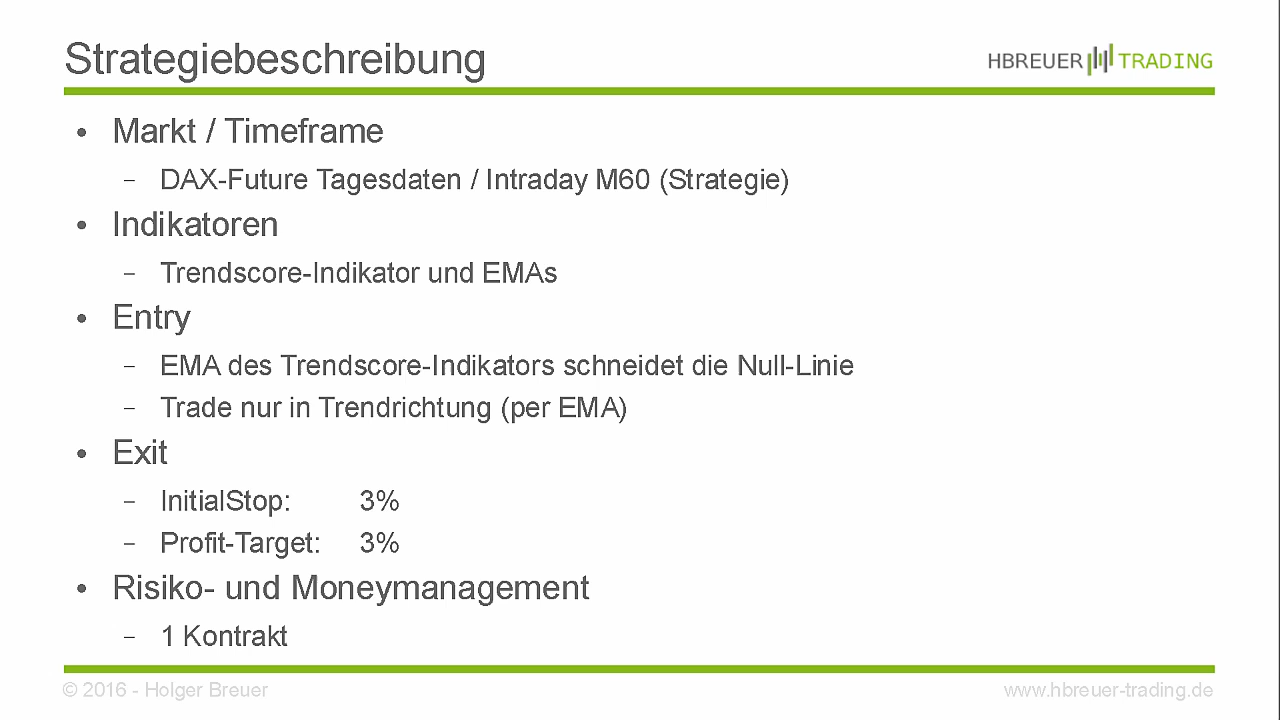 Strategiebeschreibung
HBREUER TRADING
• Markt / Timeframe
– DAX-Future Tagesdaten / Intraday M60 (Strategie)
• Indikatoren
– Trendscore-Indikator und EMAs
• Entry
– EMA des Trendscore-Indikators schneidet die Null-Linie
– Trade nur in Trendrichtung (per EMA)
• Exit
– InitialStop: 3%
– Profit-Target: 3%
• Risiko- und Moneymanagement
– 1 Kontrakt
© 2016 - Holger Breuer
www.hbreuer-trading.de